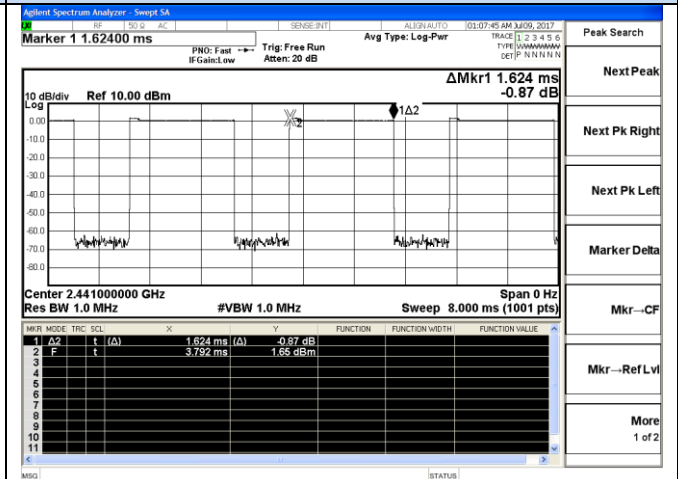 Agilent Spectrum Analyzer - Swept SA
RF 50 Ω AC SENSE:INT ALIGN AUTO 01:07:45 AM Jul 09, 2017
Marker 1 1.62400 ms
PNO: Fast Trig: Free Run Avg Type: Log-Pwr TRACE 1 2 3 4 5 6
TYPE WWWWWW
IFGain:Low Atten: 20 dB DET P N N N N N
ΔMkr1 1.624 ms
-0.87 dB
10 dB/div Ref 10.00 dBm
Log
1Δ2
0.00
2
-10.0
-20.0
-30.0
-40.0
-50.0
-60.0
-70.0
-80.0
Center 2.441000000 GHz Span 0 Hz
Res BW 1.0 MHz #VBW 1.0 MHz Sweep 8.000 ms (1001 pts)
MKR MODE TRC SCL X Y FUNCTION FUNCTION WIDTH FUNCTION VALUE
1 Δ2 t (Δ) 1.624 ms (Δ) -0.87 dB
2 F t 3.792 ms 1.65 dBm
3
4
5
6
7
8
9
10
11
MSG STATUS
Peak Search
Next Peak
Next Pk Right
Next Pk Left
Marker Delta
Mkr→CF
Mkr→Ref Lvl
More
1 of 2